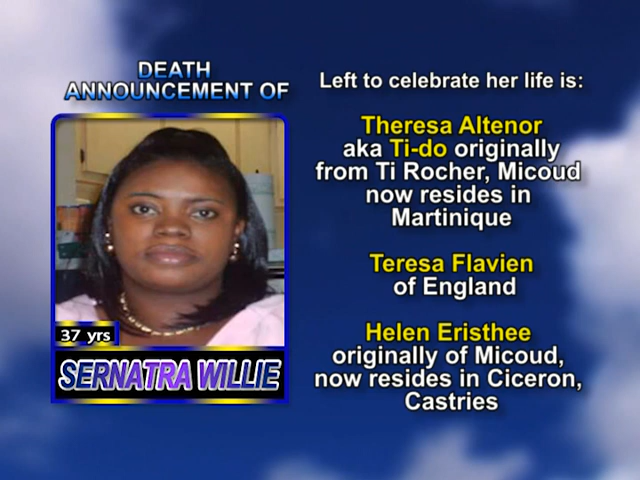 DEATH
ANNOUNCEMENT OF
37 yrs
SERNATRA WILLIE
Left to celebrate her life is:
Theresa Altenor
aka Ti-do originally
from Ti Rocher, Micoud
now resides in
Martinique
Teresa Flavien
of England
Helen Eristhee
originally of Micoud,
now resides in Ciceron,
Castries